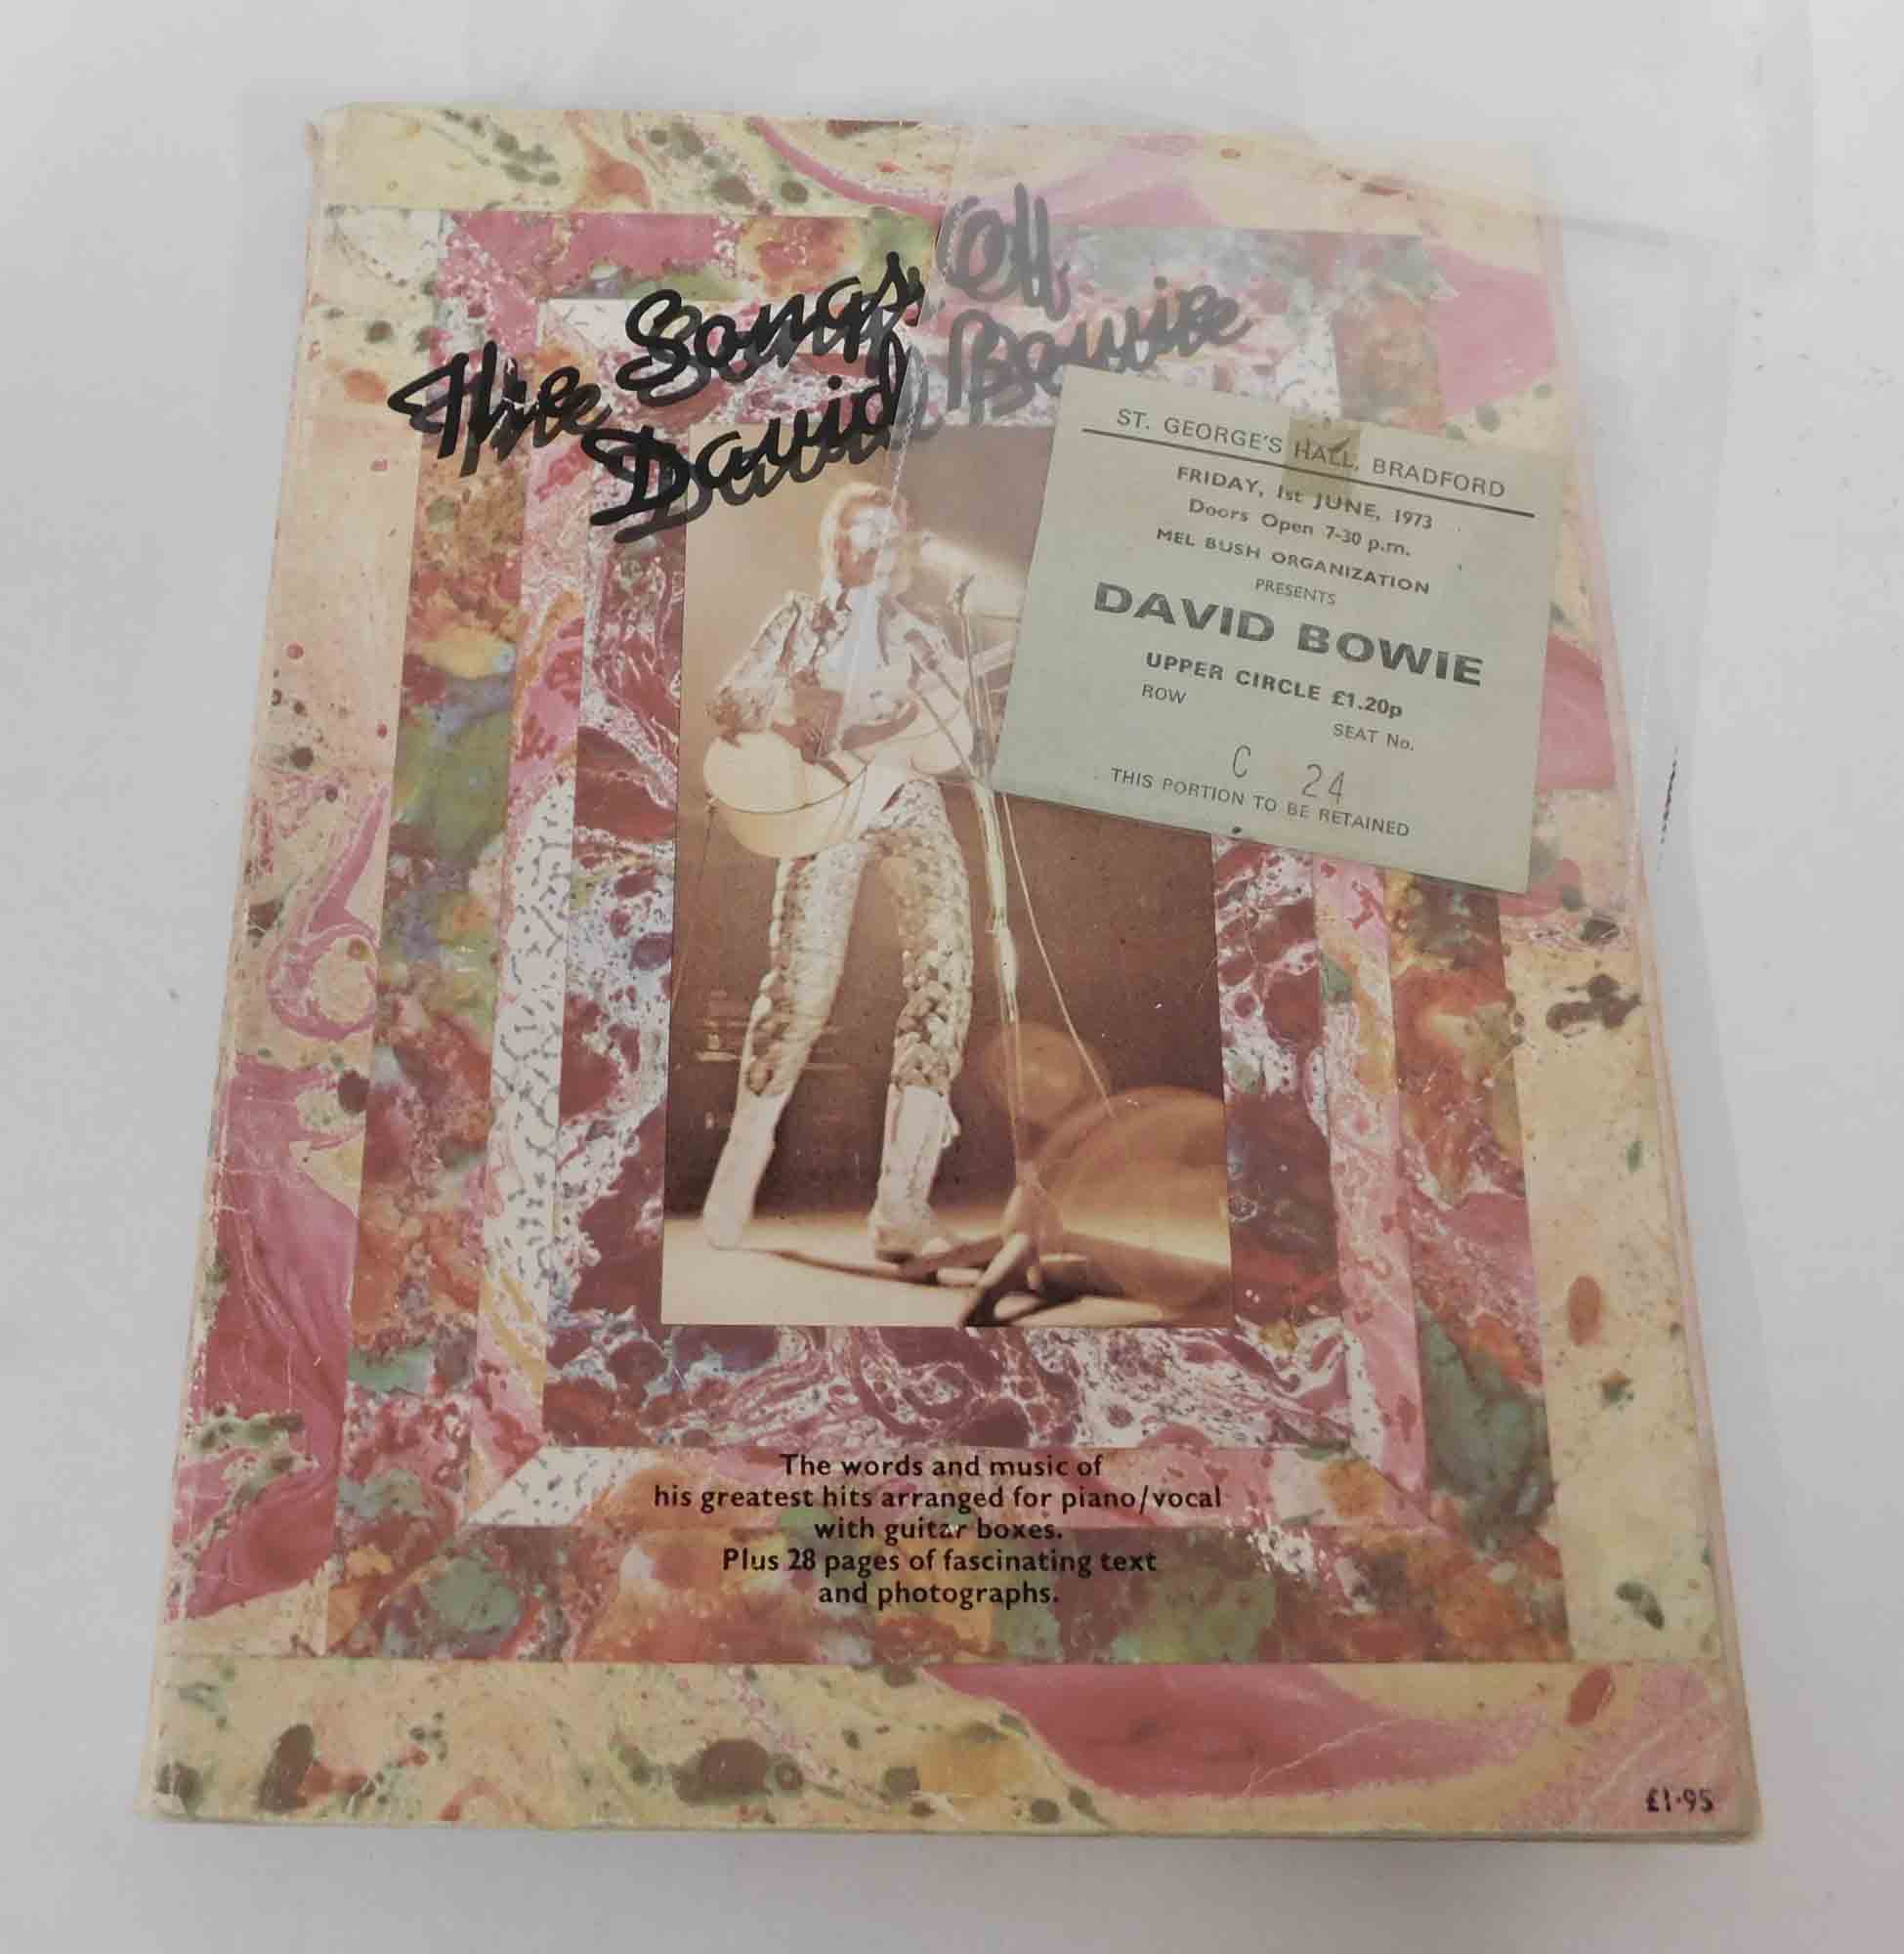 The Songs Of
David Bowie
ST. GEORGE'S HALL, BRADFORD
FRIDAY, 1st JUNE, 1973
Doors Open 7-30 p.m.
MEL BUSH ORGANIZATION
PRESENTS
DAVID BOWIE
UPPER CIRCLE £1.20p
ROW SEAT No.
C 24
THIS PORTION TO BE RETAINED
The words and music of
his greatest hits arranged for piano/vocal
with guitar boxes.
Plus 28 pages of fascinating text
and photographs.
£1·95